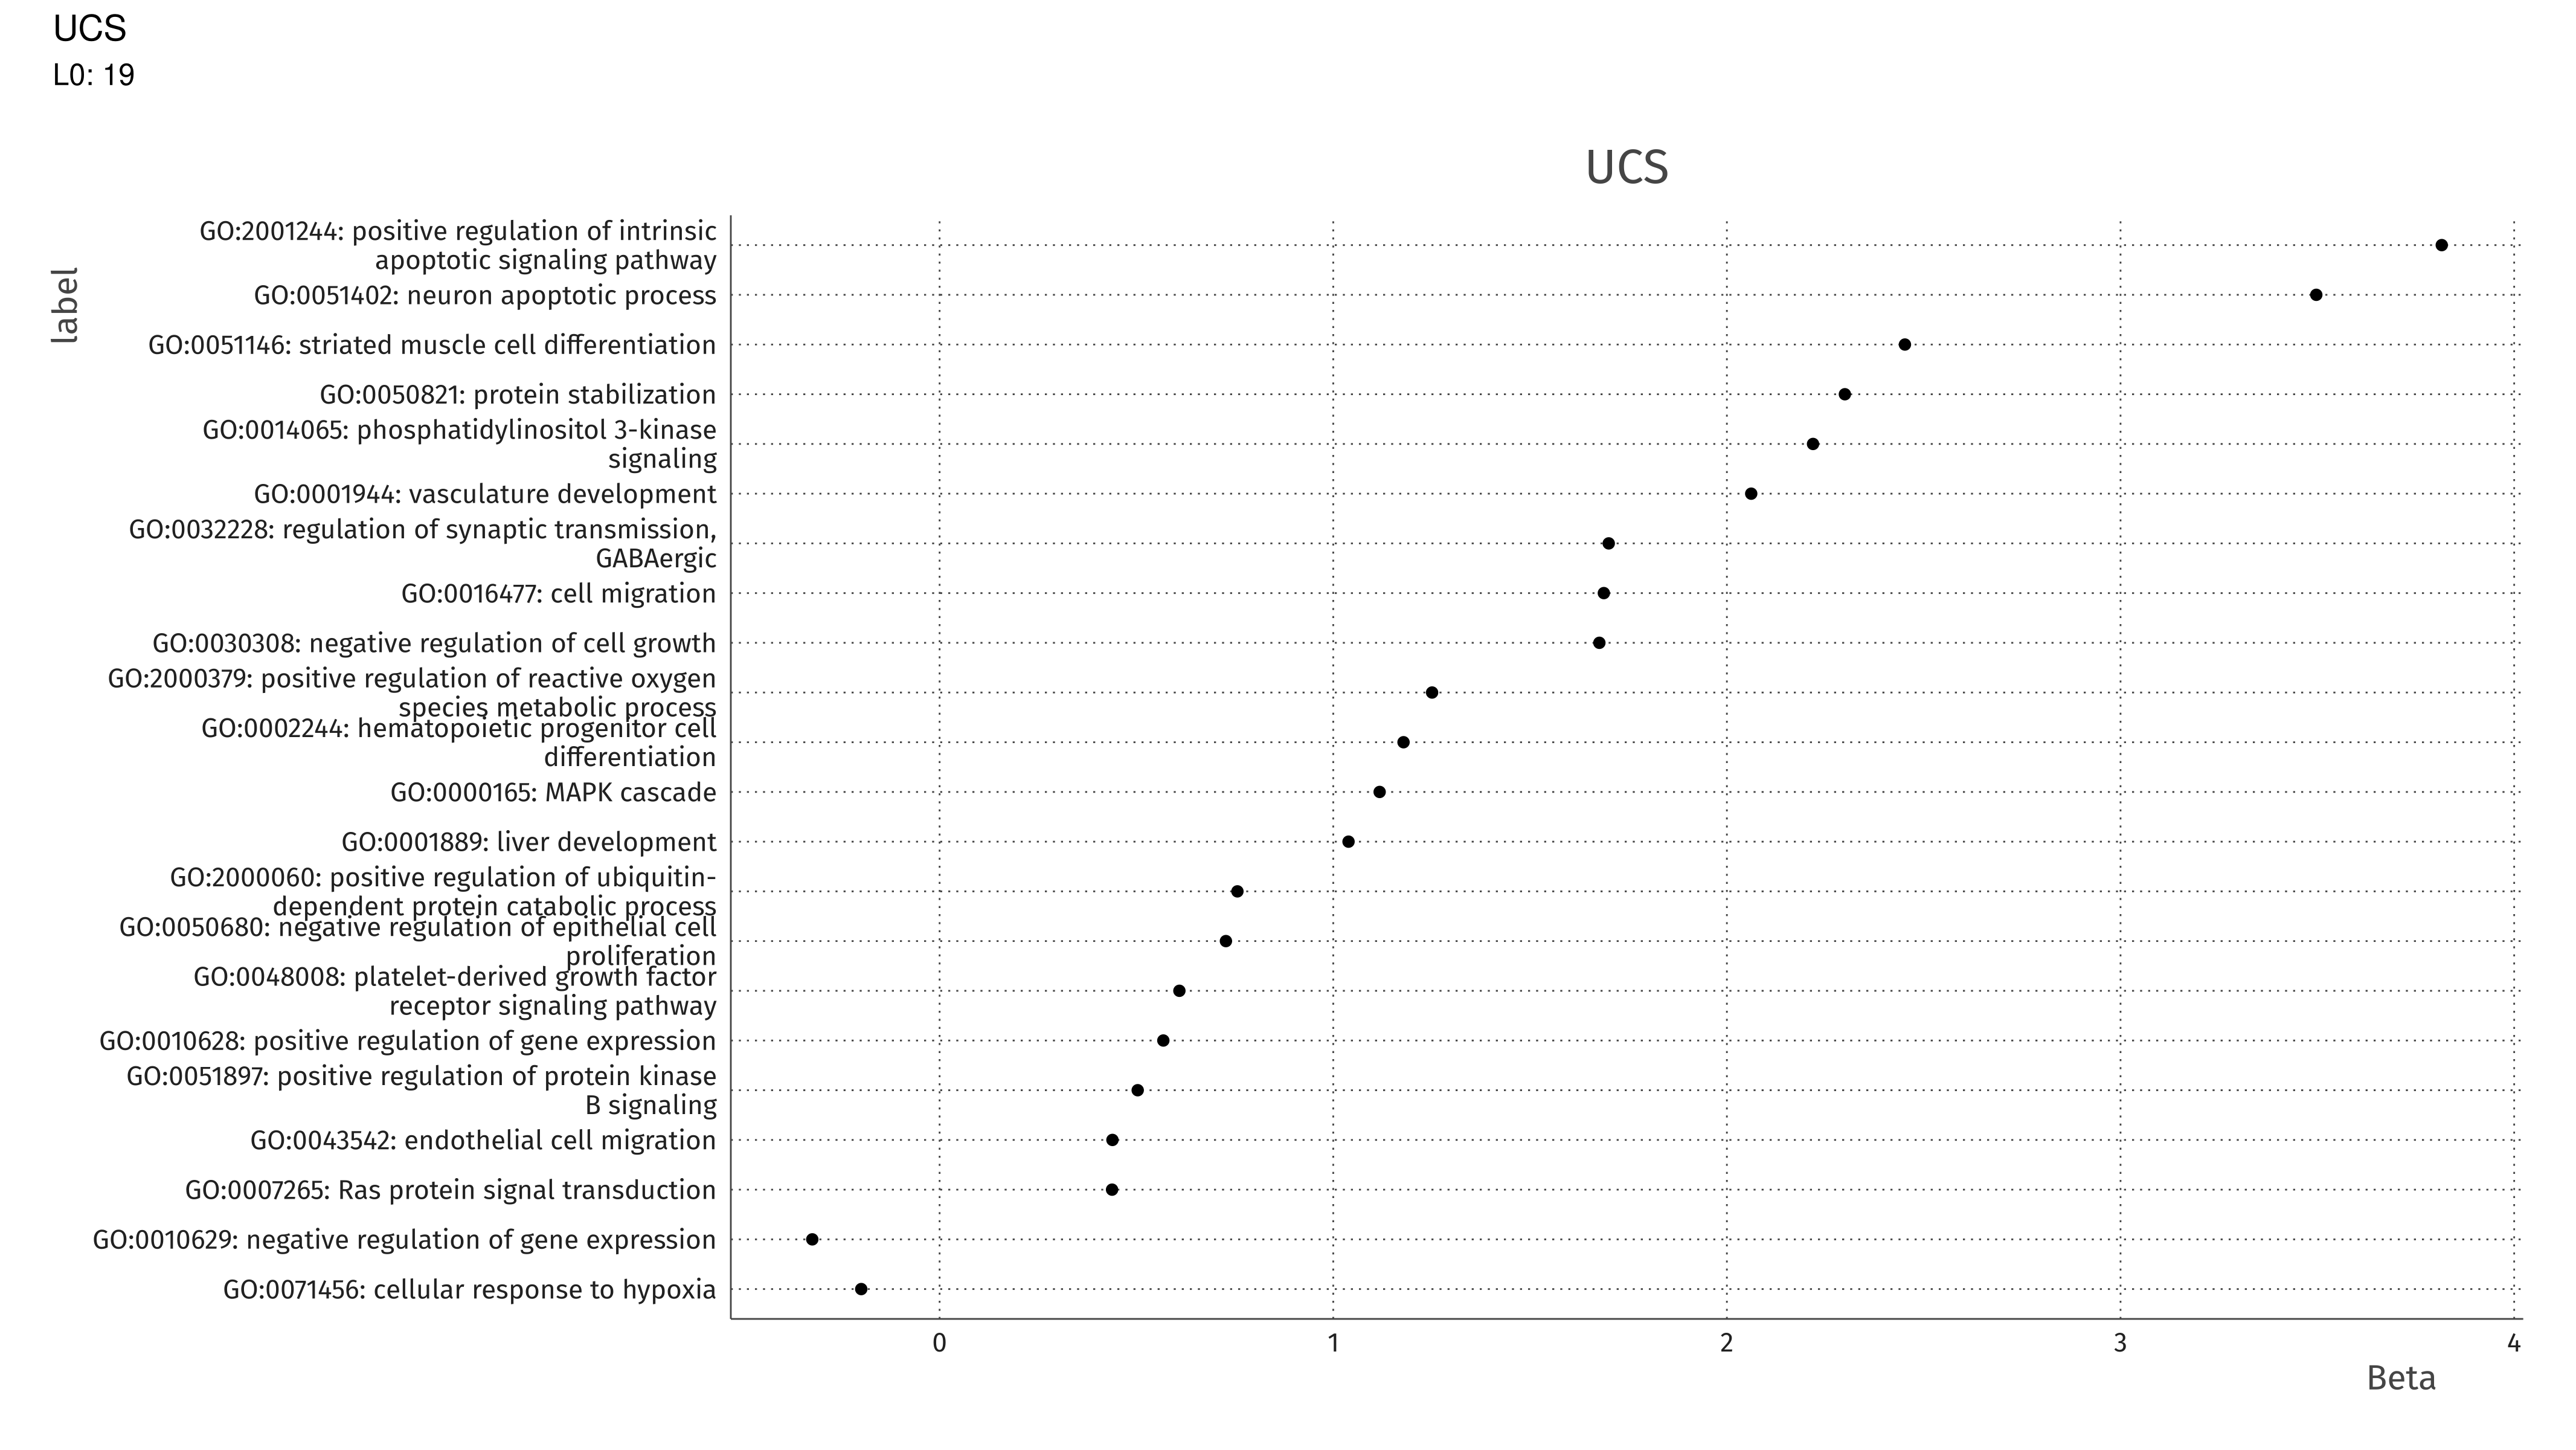 UCS
L0: 19
UCS
label
GO:2001244: positive regulation of intrinsic
apoptotic signaling pathway
GO:0051402: neuron apoptotic process
GO:0051146: striated muscle cell differentiation
GO:0050821: protein stabilization
GO:0014065: phosphatidylinositol 3-kinase
signaling
GO:0001944: vasculature development
GO:0032228: regulation of synaptic transmission,
GABAergic
GO:0016477: cell migration
GO:0030308: negative regulation of cell growth
GO:2000379: positive regulation of reactive oxygen
species metabolic process
GO:0002244: hematopoietic progenitor cell
differentiation
GO:0000165: MAPK cascade
GO:0001889: liver development
GO:2000060: positive regulation of ubiquitin-
dependent protein catabolic process
GO:0050680: negative regulation of epithelial cell
proliferation
GO:0048008: platelet-derived growth factor
receptor signaling pathway
GO:0010628: positive regulation of gene expression
GO:0051897: positive regulation of protein kinase
B signaling
GO:0043542: endothelial cell migration
GO:0007265: Ras protein signal transduction
GO:0010629: negative regulation of gene expression
GO:0071456: cellular response to hypoxia
0 1 2 3 4
Beta